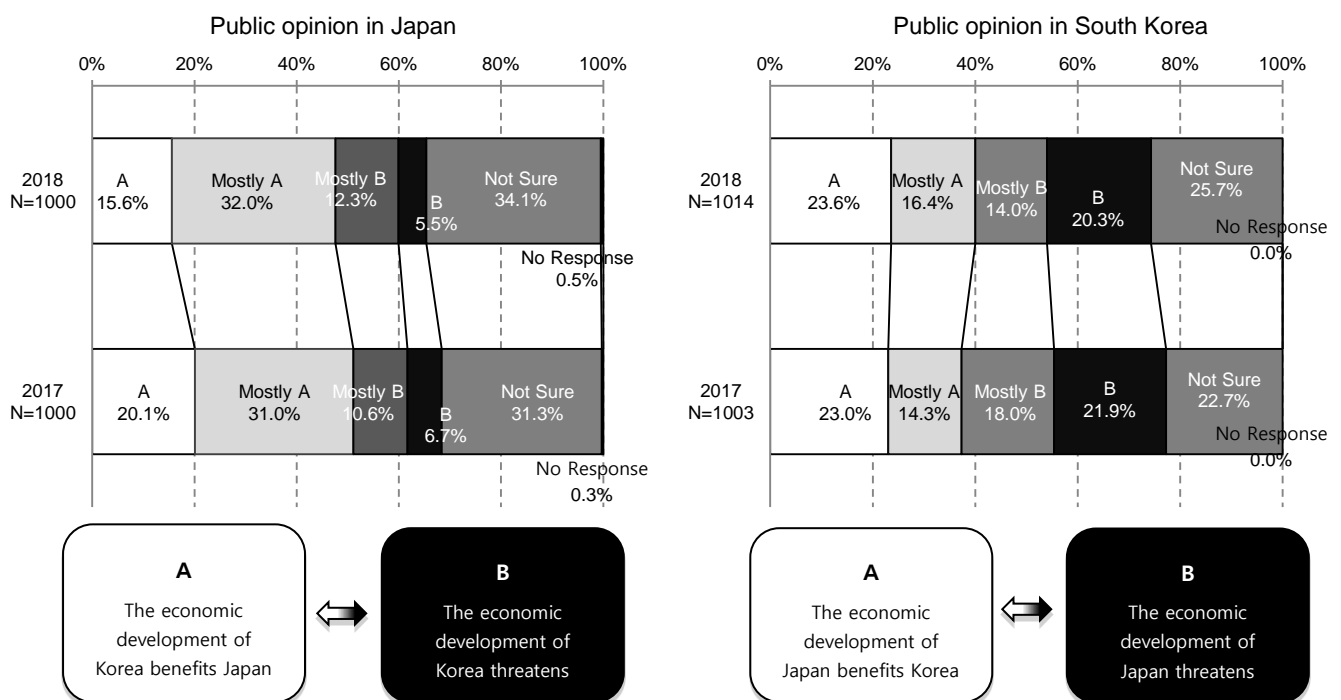 Public opinion in Japan
0% 20% 40% 60% 80% 100%
2018
N=1000
A
15.6%
Mostly A
32.0%
Mostly B
12.3%
B
5.5%
Not Sure
34.1%
No Response
0.5%
2017
N=1000
A
20.1%
Mostly A
31.0%
Mostly B
10.6%
B
6.7%
Not Sure
31.3%
No Response
0.3%
A
The economic
development of
Korea benefits Japan
B
The economic
development of
Korea threatens
Public opinion in South Korea
0% 20% 40% 60% 80% 100%
2018
N=1014
A
23.6%
Mostly A
16.4%
Mostly B
14.0%
B
20.3%
Not Sure
25.7%
No Response
0.0%
2017
N=1003
A
23.0%
Mostly A
14.3%
Mostly B
18.0%
B
21.9%
Not Sure
22.7%
No Response
0.0%
A
The economic
development of
Japan benefits Korea
B
The economic
development of
Japan threatens